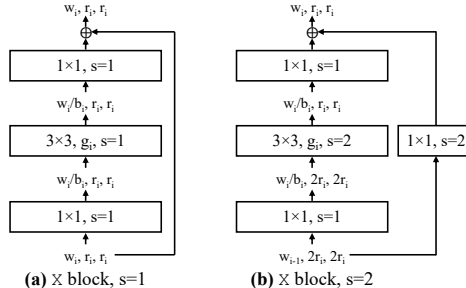 wᵢ, rᵢ, rᵢ
⊕
1×1, s=1
wᵢ/bᵢ, rᵢ, rᵢ
3×3, gᵢ, s=1
wᵢ/bᵢ, rᵢ, rᵢ
1×1, s=1
wᵢ, rᵢ, rᵢ
(a) X block, s=1
wᵢ, rᵢ, rᵢ
⊕
1×1, s=1
wᵢ/bᵢ, rᵢ, rᵢ
3×3, gᵢ, s=2
1×1, s=2
wᵢ/bᵢ, 2rᵢ, 2rᵢ
1×1, s=1
wᵢ₋₁, 2rᵢ, 2rᵢ
(b) X block, s=2